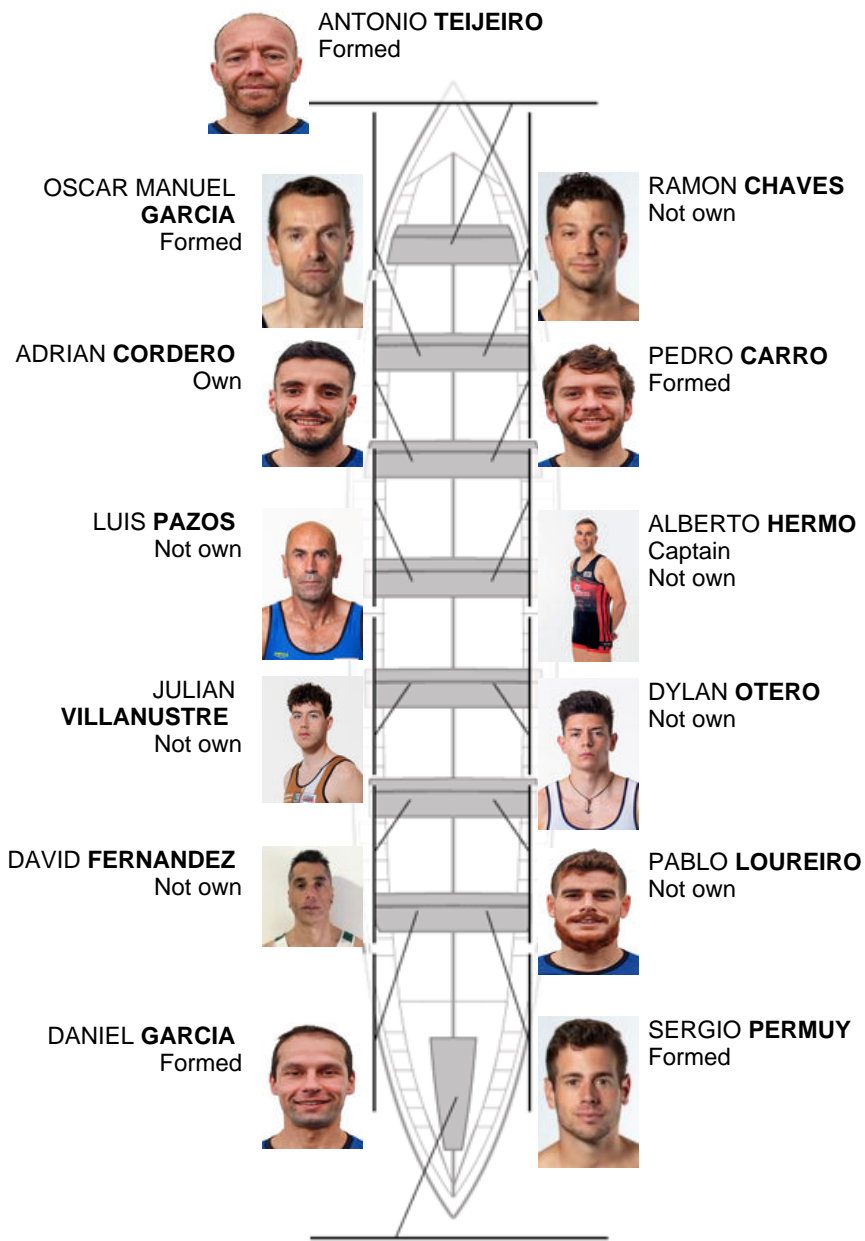 ANTONIO TEIJEIRO
Formed
OSCAR MANUEL
GARCIA
Formed
RAMON CHAVES
Not own
ADRIAN CORDERO
Own
PEDRO CARRO
Formed
LUIS PAZOS
Not own
ALBERTO HERMO
Captain
Not own
JULIAN
VILLANUSTRE
Not own
DYLAN OTERO
Not own
DAVID FERNANDEZ
Not own
PABLO LOUREIRO
Not own
DANIEL GARCIA
Formed
SERGIO PERMUY
Formed